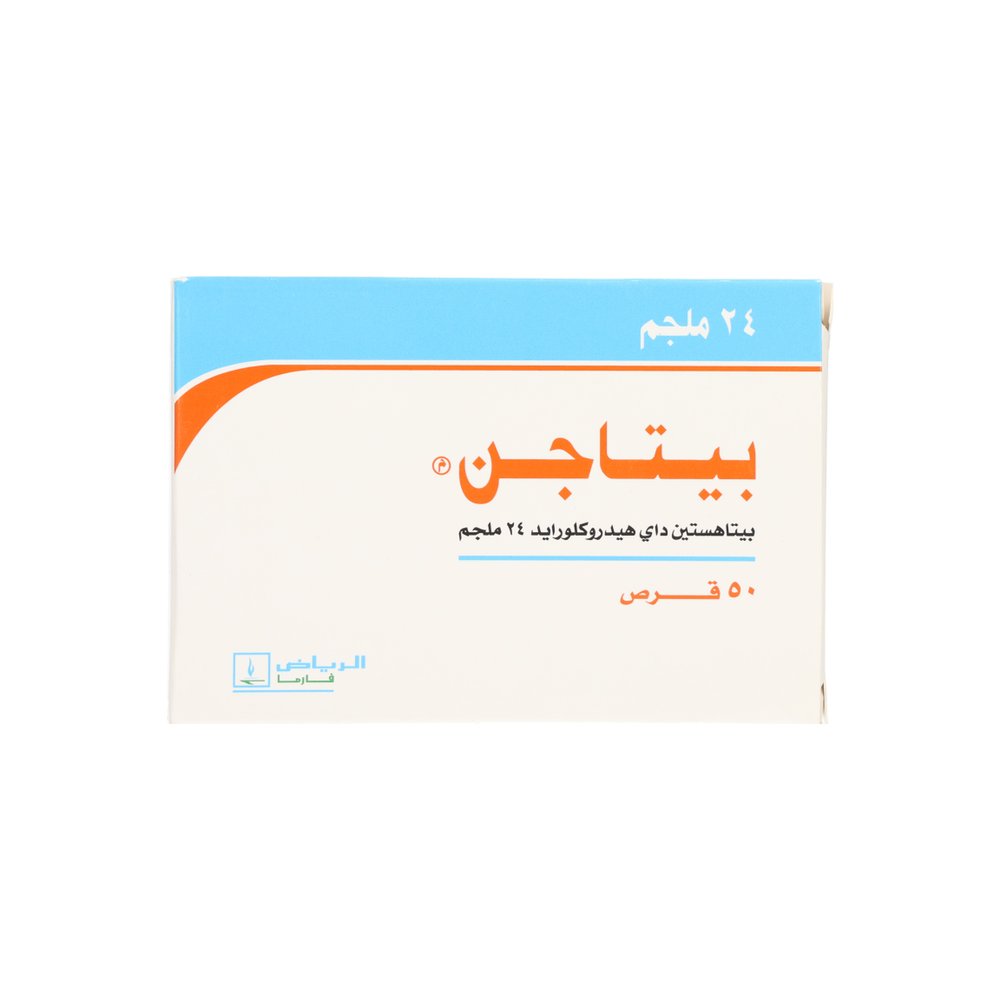 ٢٤ ملجم
بيتاجن م
بيتاهستين داي هيدروكلورايد ٢٤ ملجم
٥٠ قرص
الرياض
فارما